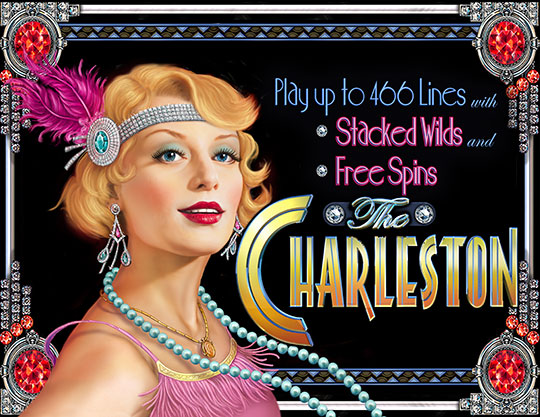 Play up to 466 Lines with
Stacked Wilds and
Free Spins
The
CHARLESTON